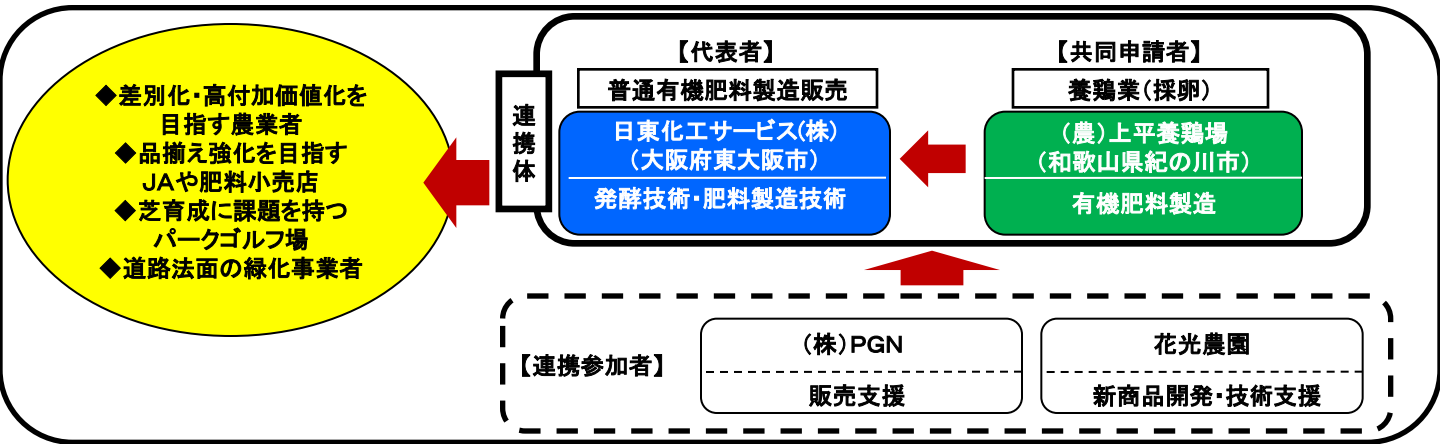 ◆差別化・高付加価値化を
目指す農業者
◆品揃え強化を目指す
JAや肥料小売店
◆芝育成に課題を持つ
パークゴルフ場
◆道路法面の緑化事業者
連携体
【代表者】
普通有機肥料製造販売
日東化工サービス(株)
(大阪府東大阪市)
発酵技術・肥料製造技術
【共同申請者】
養鶏業(採卵)
(農)上平養鶏場
(和歌山県紀の川市)
有機肥料製造
【連携参加者】
(株)PGN
販売支援
花光農園
新商品開発・技術支援